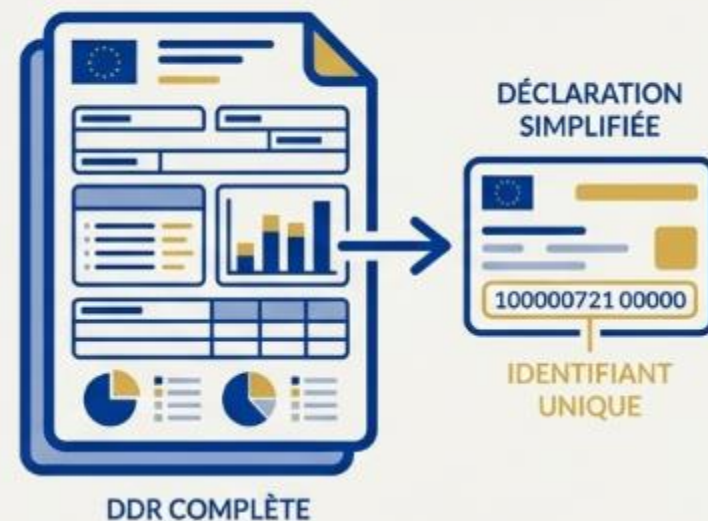 DÉCLARATION
SIMPLIFIÉE
100000721 00000
IDENTIFIANT
UNIQUE
DDR COMPLÈTE